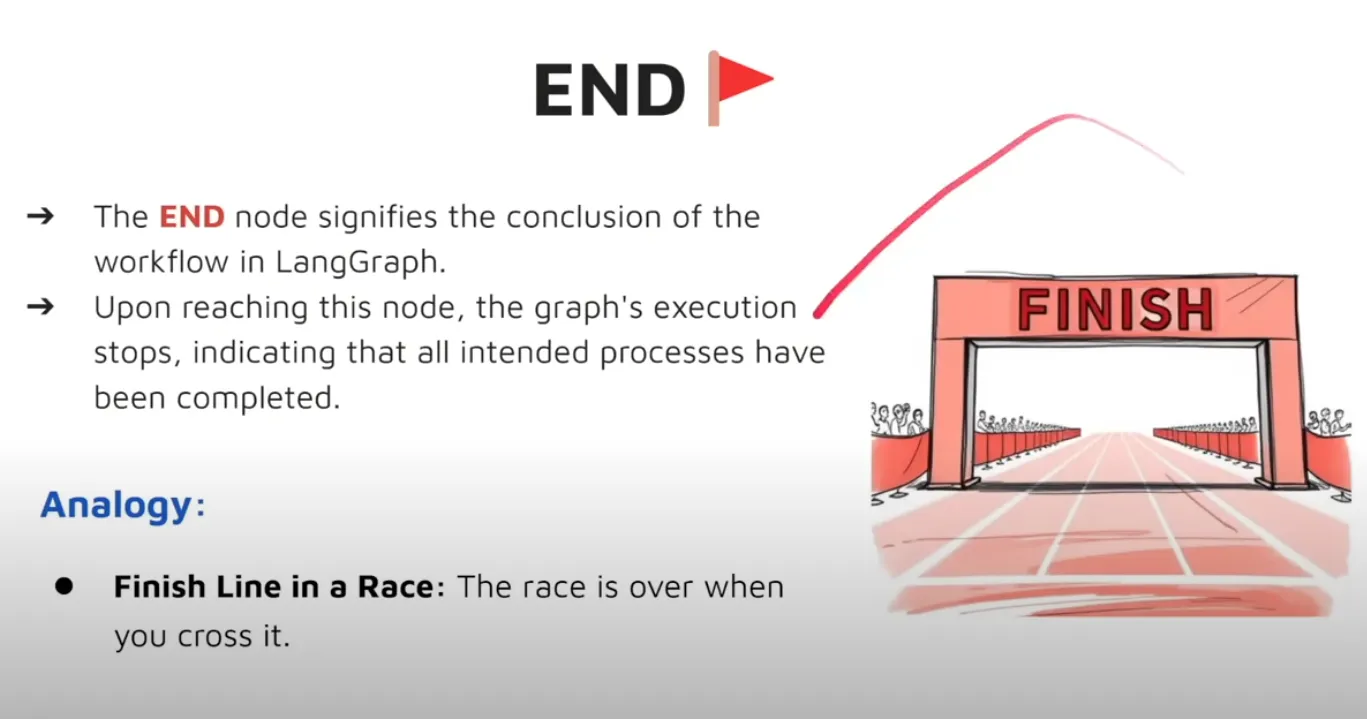 END
➔ The END node signifies the conclusion of the
workflow in LangGraph.
➔ Upon reaching this node, the graph's execution
stops, indicating that all intended processes have
been completed.
FINISH
Analogy:
● Finish Line in a Race: The race is over when
you cross it.